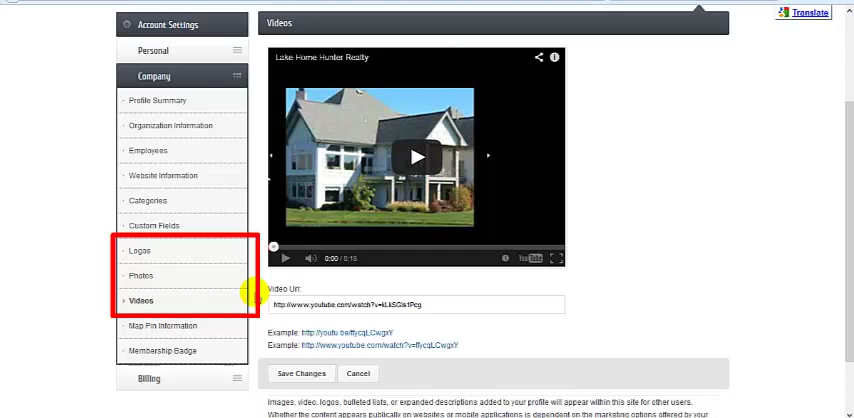 Translate
Account Settings
Videos
Personal
Company
Profile Summary
Organization Information
Employees
Website Information
Categories
Custom Fields
Logos
Photos
Videos
Map Pin Information
Membership Badge
Billing
Lake Home Hunter Realty
0:00 / 0:18
YouTube
Video Url:
http://www.youtube.com/watch?v=kLkSGis1Pcg
Example: http://youtu.be/ffycqLCwgxY
Example: http://www.youtube.com/watch?v=ffycqLCwgxY
Save Changes Cancel
Images, video, logos, bulleted lists, or expanded descriptions added to your profile will appear within this site for other users.
Whether the content appears publically on websites or mobile applications is dependent on the marketing options offered by your